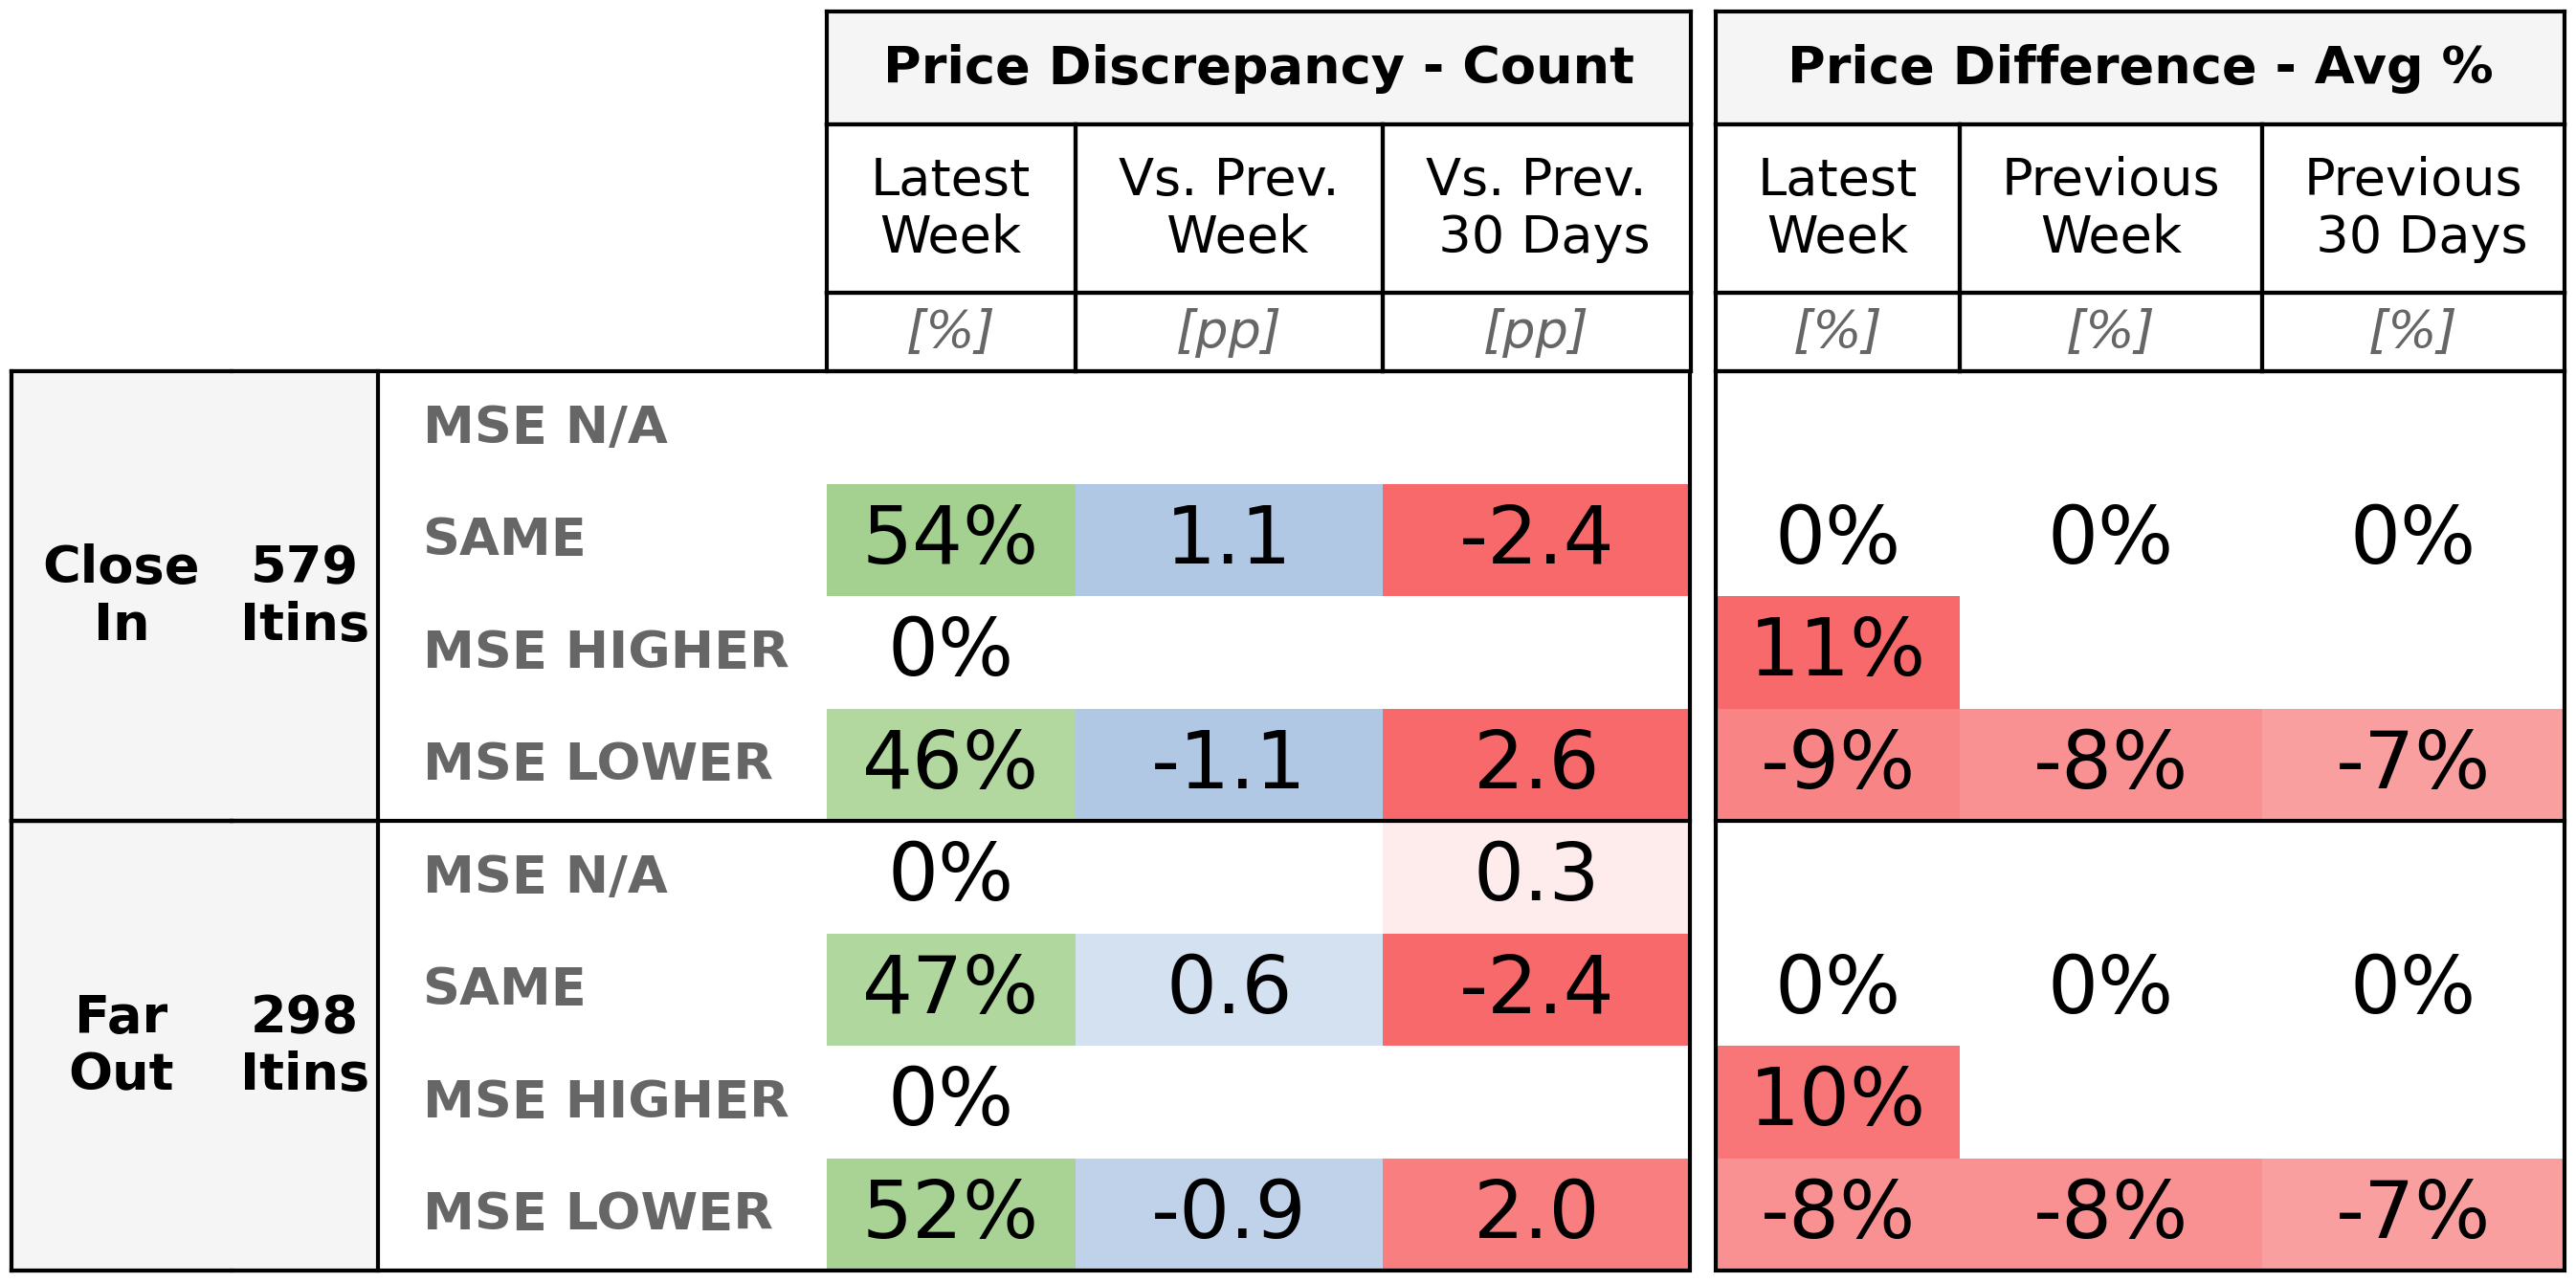 Price Discrepancy - Count Price Difference - Avg %
Latest Week Vs. Prev. Week Vs. Prev. 30 Days Latest Week Previous Week Previous 30 Days
[%] [pp] [pp] [%] [%] [%]
Close In 579 Itins
MSE N/A
SAME 54% 1.1 -2.4 0% 0% 0%
MSE HIGHER 0% 11%
MSE LOWER 46% -1.1 2.6 -9% -8% -7%
Far Out 298 Itins
MSE N/A 0% 0.3
SAME 47% 0.6 -2.4 0% 0% 0%
MSE HIGHER 0% 10%
MSE LOWER 52% -0.9 2.0 -8% -8% -7%